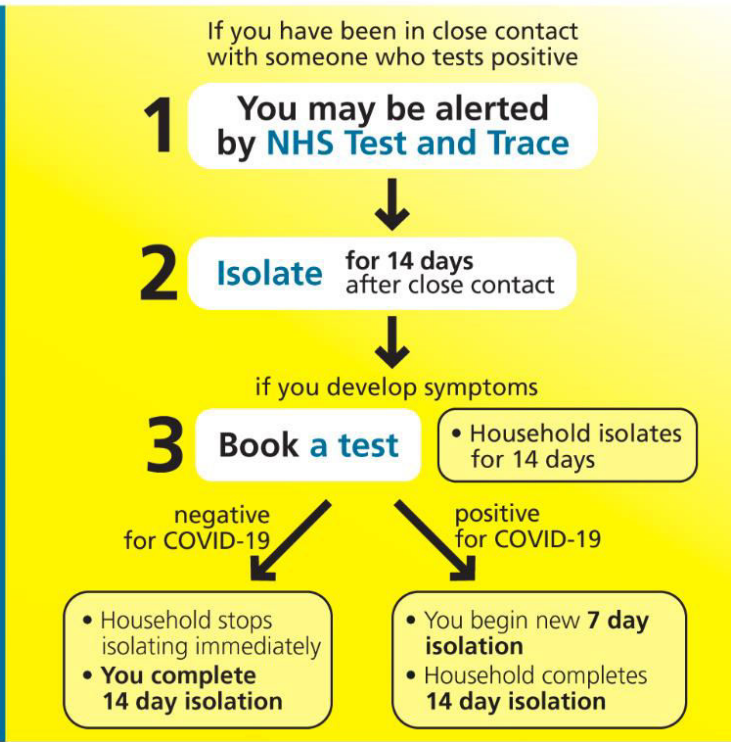 If you have been in close contact
with someone who tests positive
1
You may be alerted
by NHS Test and Trace
2
Isolate for 14 days
after close contact
if you develop symptoms
3
Book a test
• Household isolates
for 14 days
negative
for COVID-19
positive
for COVID-19
• Household stops
isolating immediately
• You complete
14 day isolation
• You begin new 7 day
isolation
• Household completes
14 day isolation